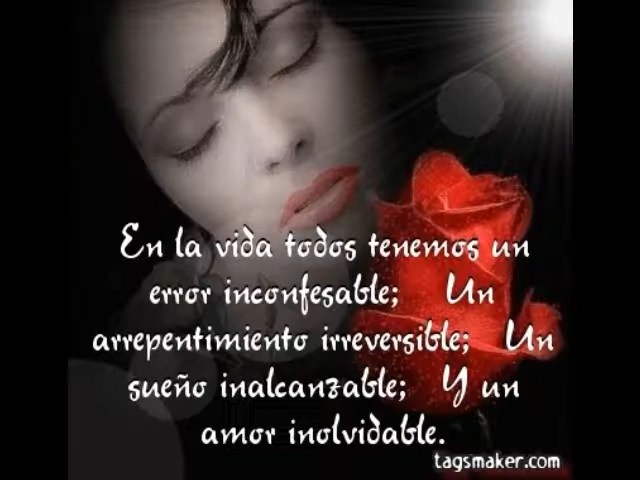 En la vida todos tenemos un
error inconfesable; Un
arrepentimiento irreversible; Un
sueño inalcanzable; Y un
amor inolvidable.
tagsmaker.com